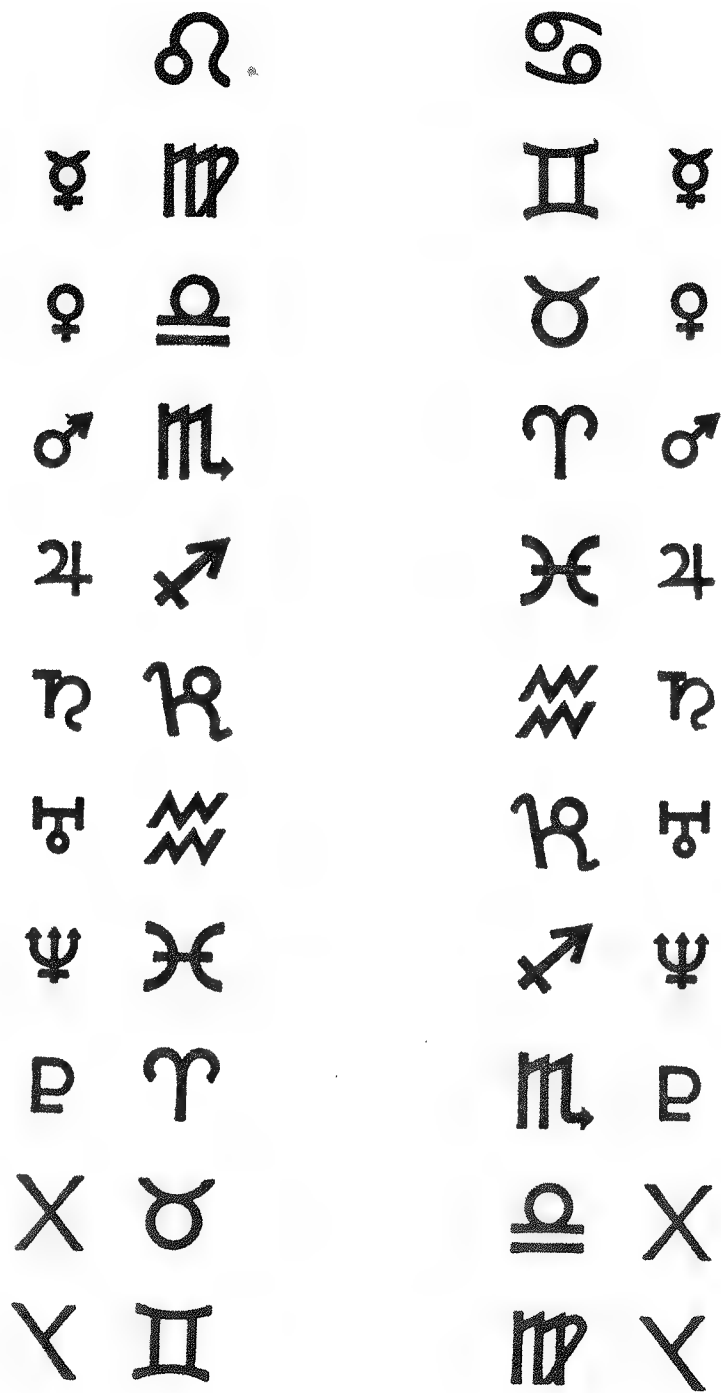 ♌ ♋
☿ ♍ ♊ ☿
♀ ♎ ♉ ♀
♂ ♏ ♈ ♂
♃ ♐ ♓ ♃
♄ ♑ ♒ ♄
♅ ♒ ♑ ♅
♆ ♓ ♐ ♆
♇ ♈ ♏ ♇
X ♉ ♎ X
Y ♊ ♍ Y